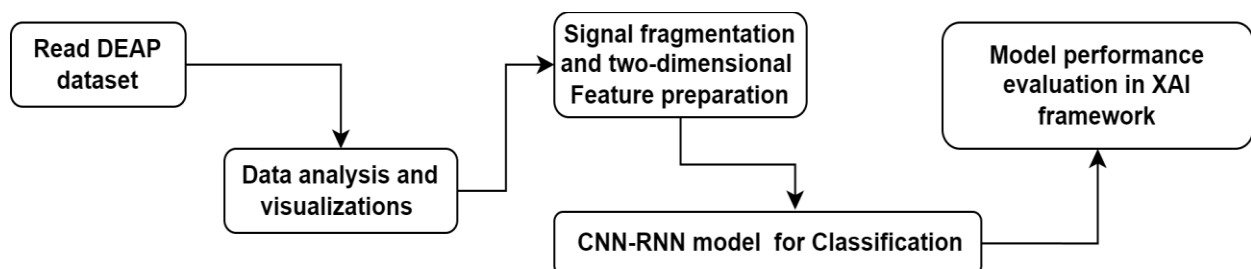 Read DEAP
dataset
Data analysis and
visualizations
Signal fragmentation
and two-dimensional
Feature preparation
CNN-RNN model for Classification
Model performance
evaluation in XAI
framework